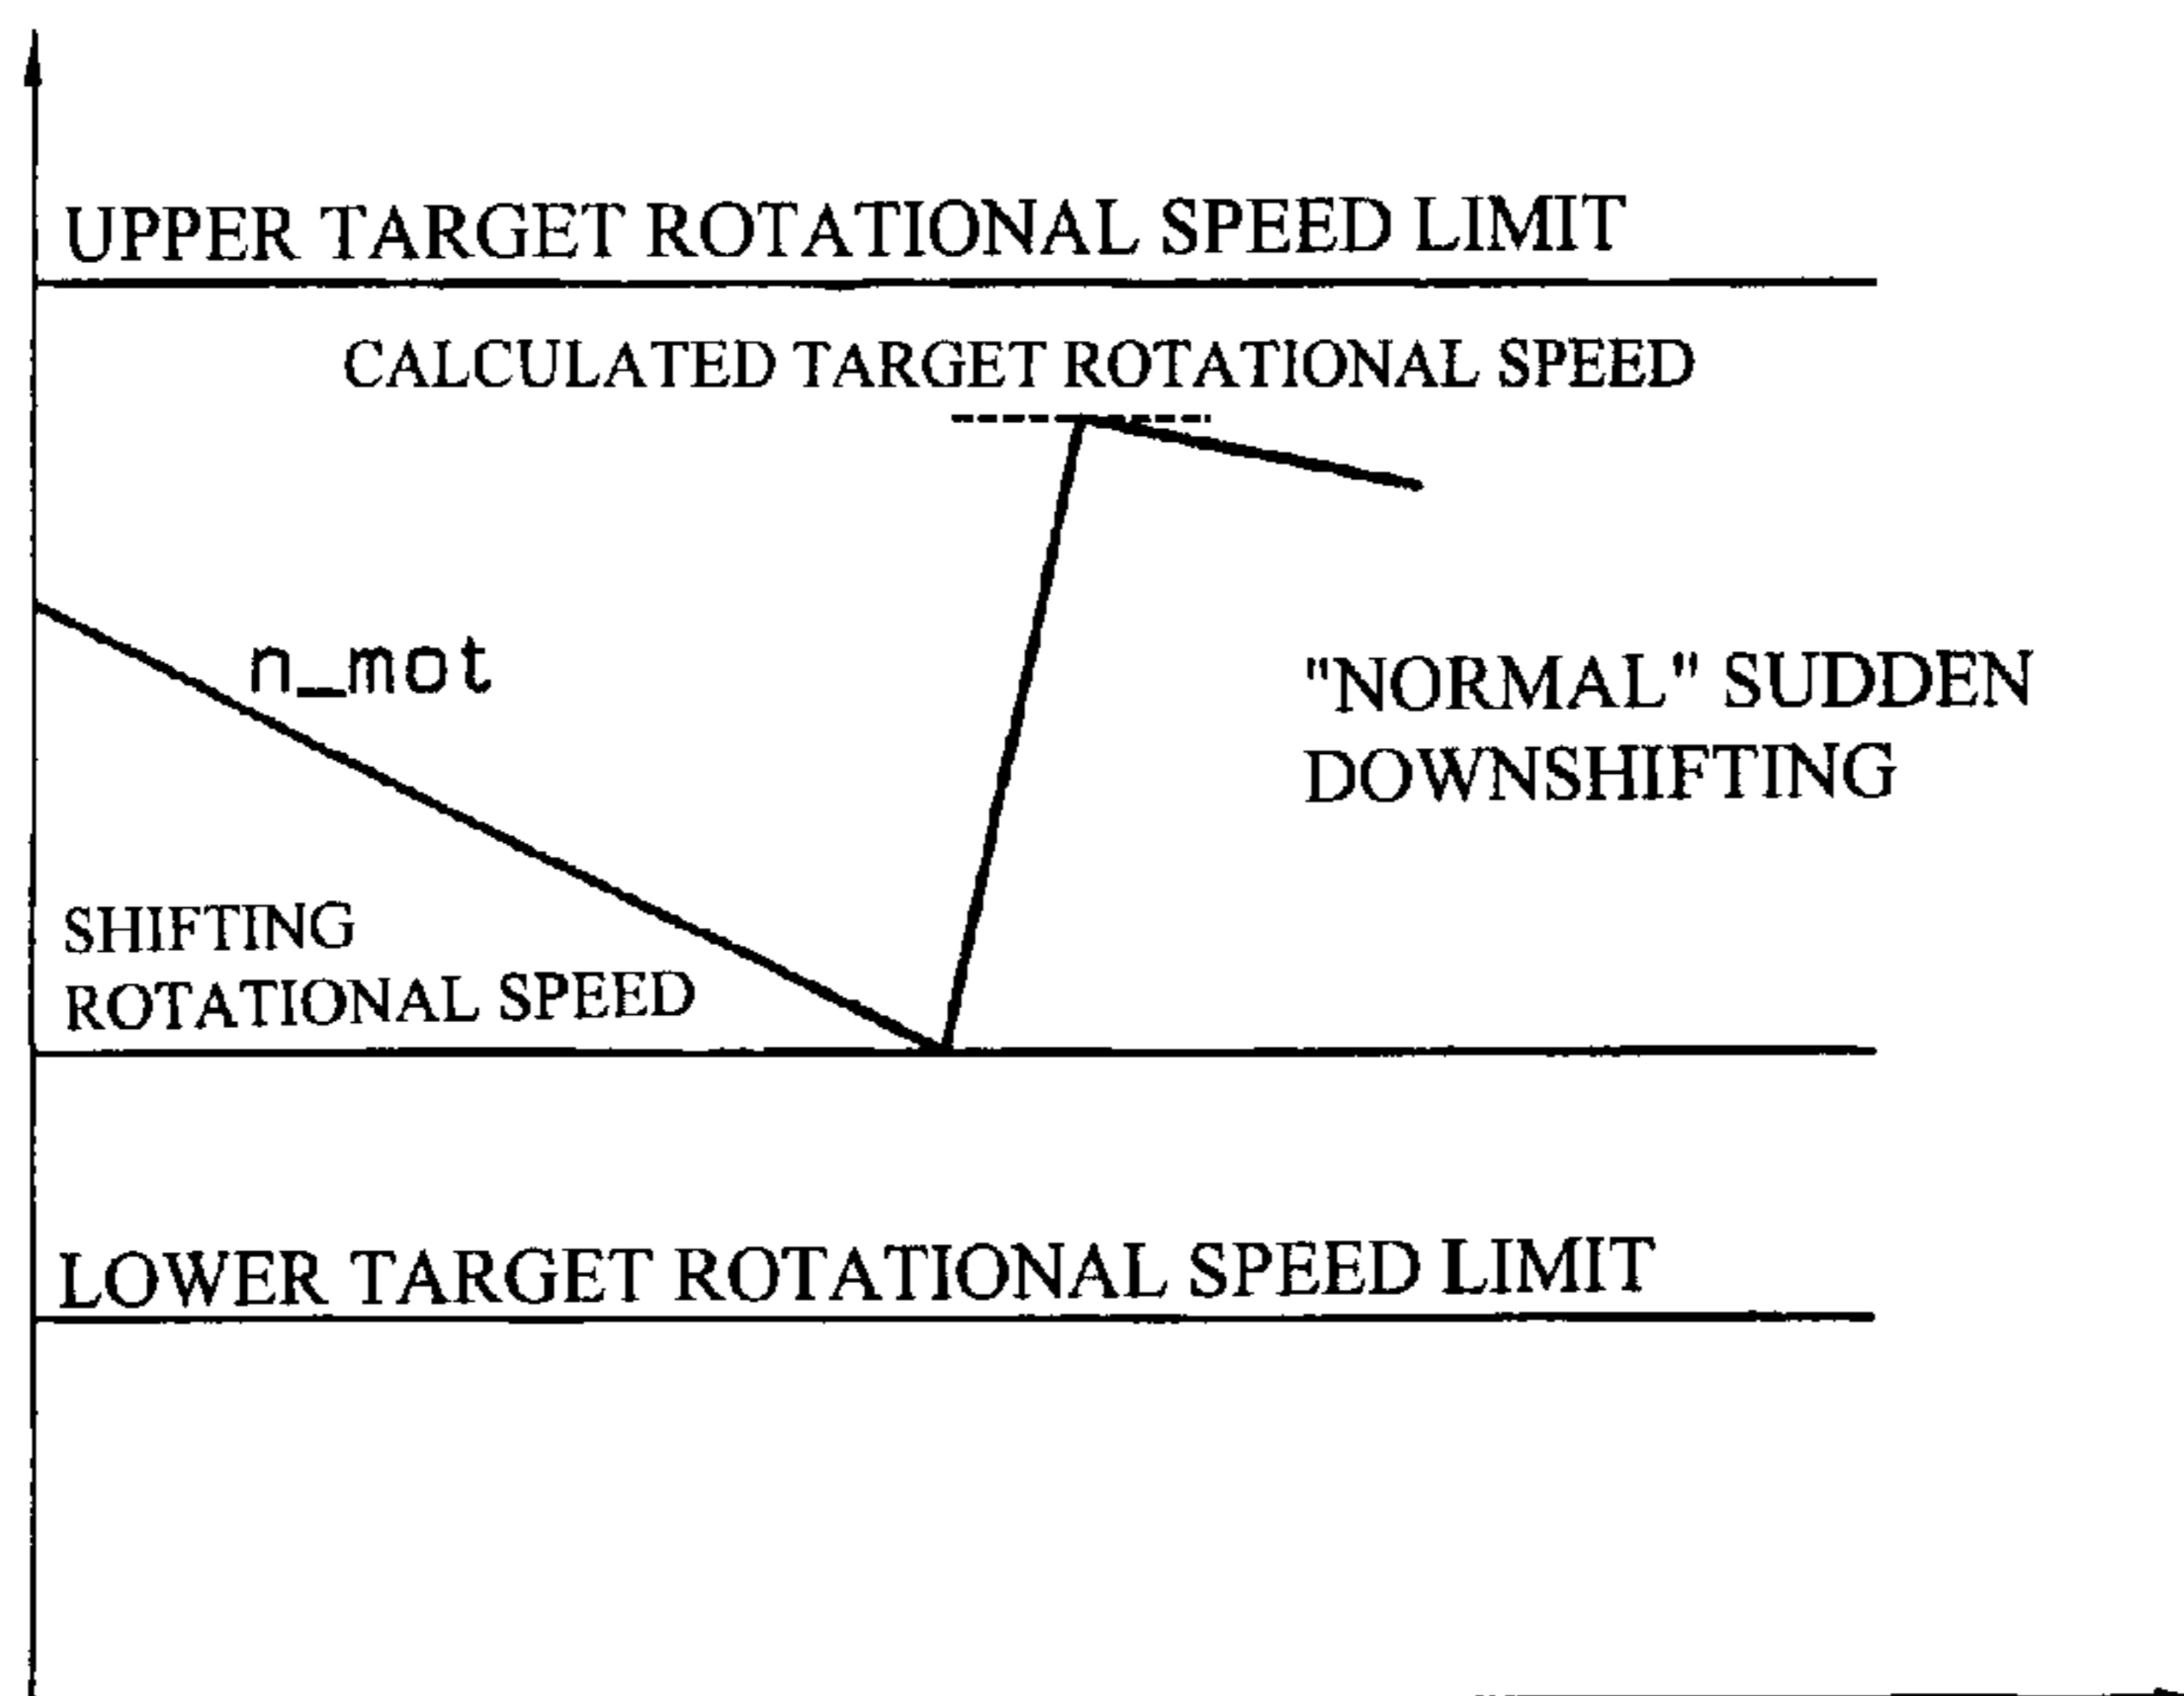 UPPER TARGET ROTATIONAL SPEED LIMIT
CALCULATED TARGET ROTATIONAL SPEED
n_mot
"NORMAL" SUDDEN
DOWNSHIFTING
SHIFTING
ROTATIONAL SPEED
LOWER TARGET ROTATIONAL SPEED LIMIT